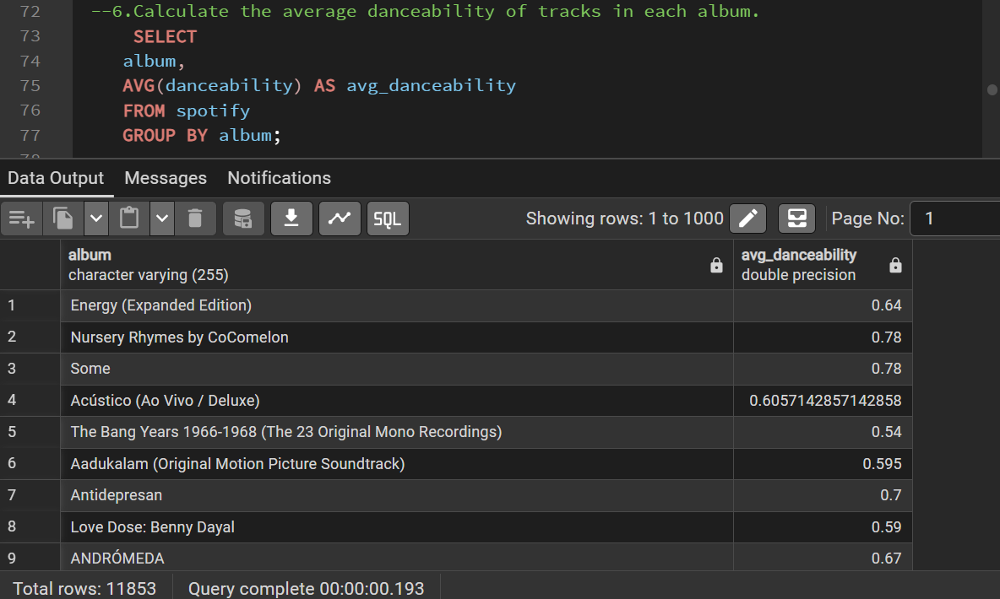 72 --6.Calculate the average danceability of tracks in each album.
73 SELECT
74 album,
75 AVG(danceability) AS avg_danceability
76 FROM spotify
77 GROUP BY album;
Data Output Messages Notifications
SQL Showing rows: 1 to 1000 Page No: 1
album avg_danceability
character varying (255) double precision
1 Energy (Expanded Edition) 0.64
2 Nursery Rhymes by CoComelon 0.78
3 Some 0.78
4 Acústico (Ao Vivo / Deluxe) 0.6057142857142858
5 The Bang Years 1966-1968 (The 23 Original Mono Recordings) 0.54
6 Aadukalam (Original Motion Picture Soundtrack) 0.595
7 Antidepresan 0.7
8 Love Dose: Benny Dayal 0.59
9 ANDRÓMEDA 0.67
Total rows: 11853 Query complete 00:00:00.193